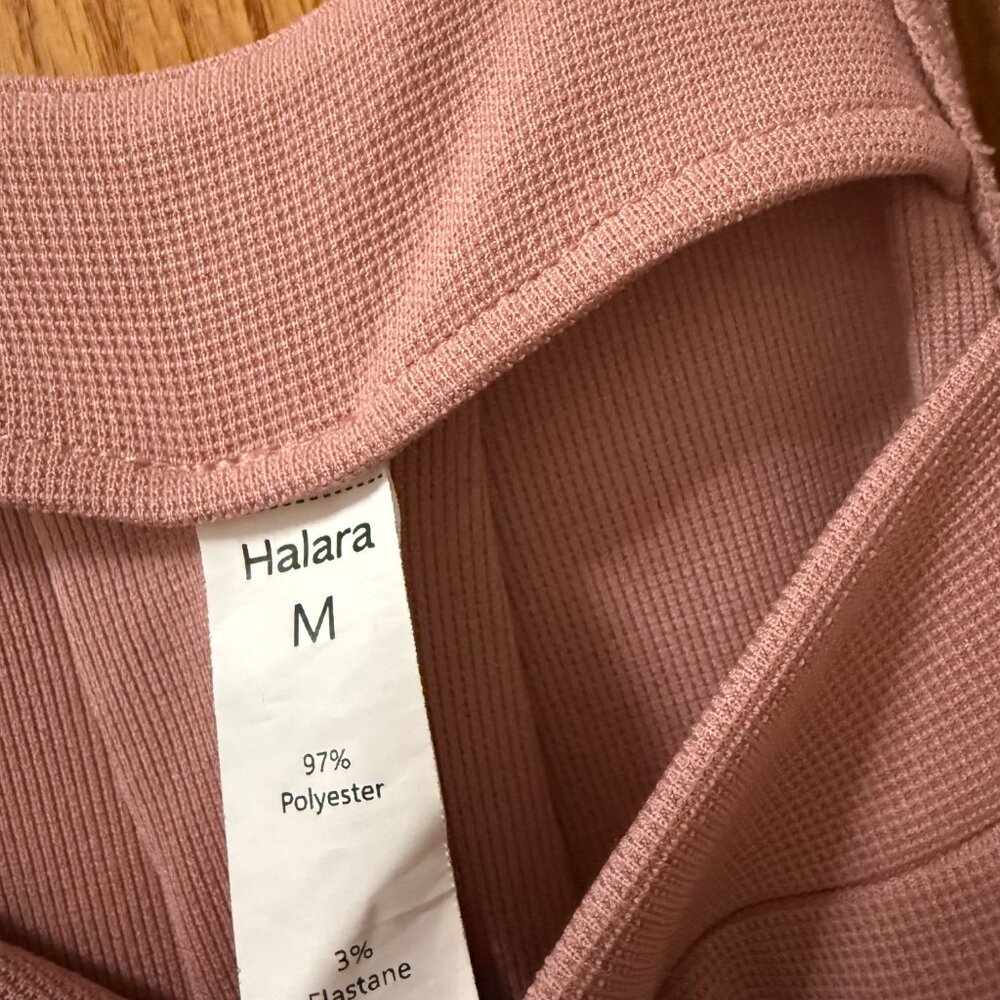 Halara
M
97%
Polyester
3%
Elastane